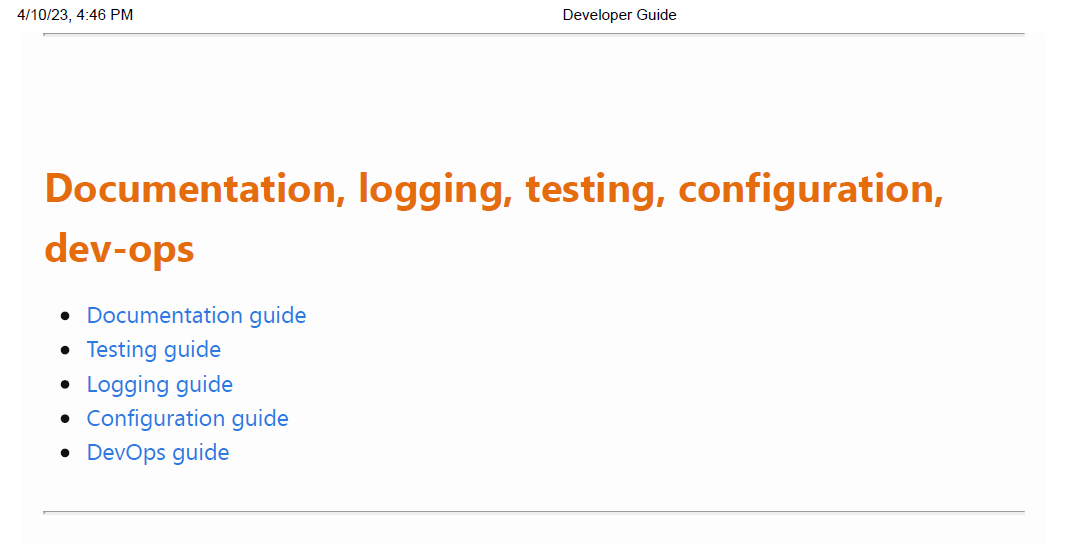 4/10/23, 4:46 PM Developer Guide
Documentation, logging, testing, configuration,
dev-ops
Documentation guide
Testing guide
Logging guide
Configuration guide
DevOps guide